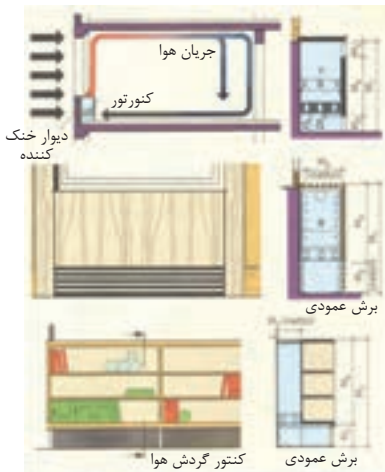 جریان هوا
کنورتور
دیوار خنک
کننده
برش عمودی
کنتور گردش هوا
برش عمودی